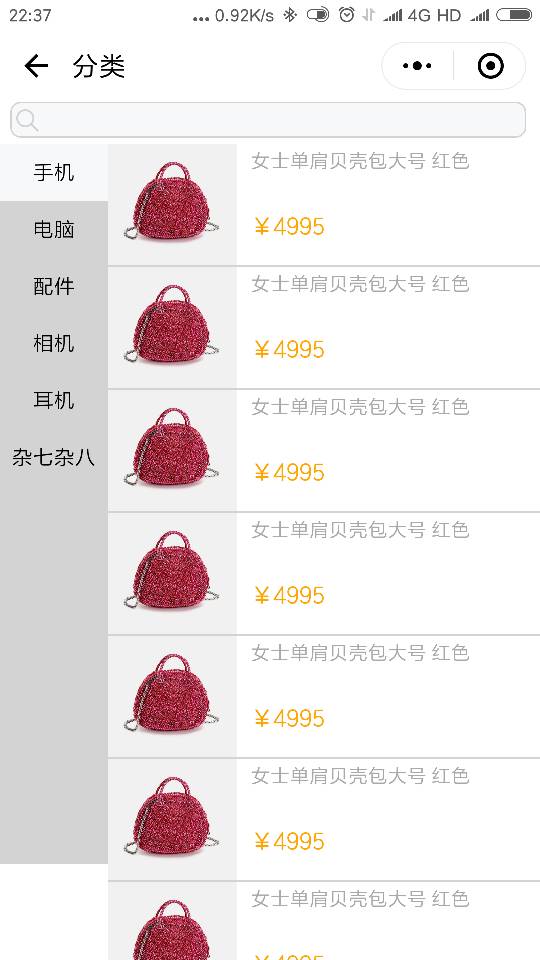 22:37 ... 0.92K/s 4G HD
分类
手机
电脑
配件
相机
耳机
杂七杂八
女士单肩贝壳包大号 红色
￥4995
女士单肩贝壳包大号 红色
￥4995
女士单肩贝壳包大号 红色
￥4995
女士单肩贝壳包大号 红色
￥4995
女士单肩贝壳包大号 红色
￥4995
女士单肩贝壳包大号 红色
￥4995
女士单肩贝壳包大号 红色
￥4995